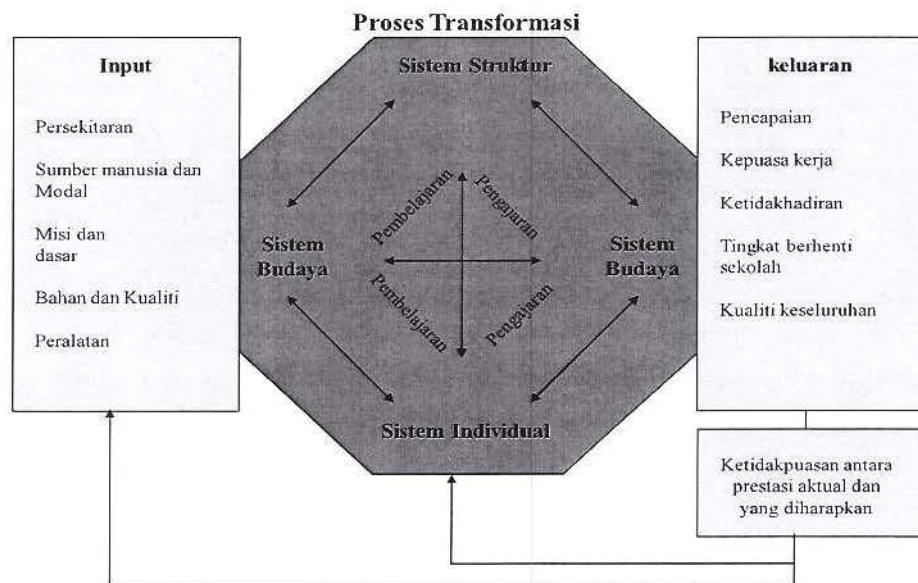 Proses Transformasi
Input
Persekitaran
Sumber manusia dan
Modal
Misi dan
dasar
Bahan dan Kualiti
Peralatan
Sistem Struktur
Pembelajaran
Pengajaran
Sistem
Budaya
Sistem
Budaya
Pembelajaran
Pengajaran
Sistem Individual
keluaran
Pencapaian
Kepuasa kerja
Ketidakhadiran
Tingkat berhenti
sekolah
Kualiti keseluruhan
Ketidakpuasan antara
prestasi aktual dan
yang diharapkan